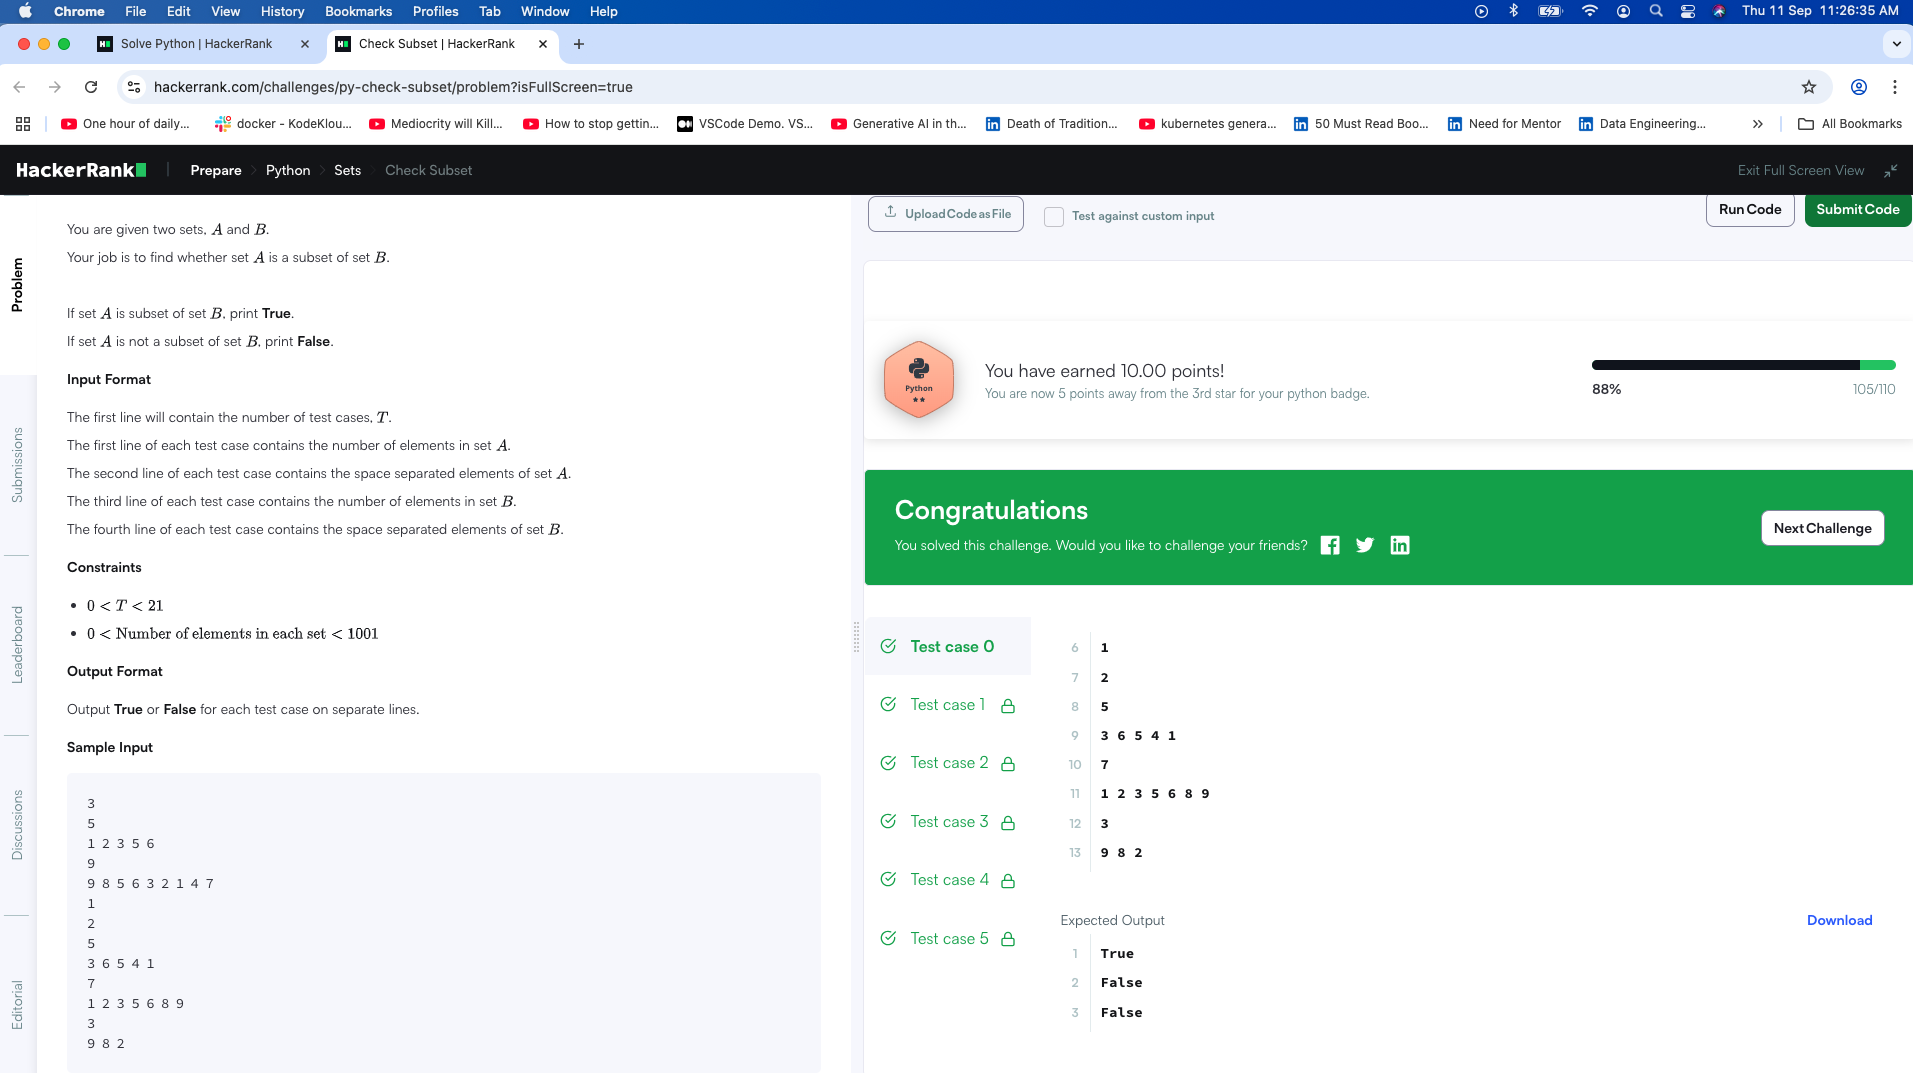 Chrome File Edit View History Bookmarks Profiles Tab Window Help Thu 11 Sep 11:26:35 AM
Solve Python | HackerRank Check Subset | HackerRank
hackerrank.com/challenges/py-check-subset/problem?isFullScreen=true
One hour of daily... docker - KodeKlou... Mediocrity will Kill... How to stop gettin... VSCode Demo. VS... Generative AI in th... Death of Tradition... kubernetes genera... 50 Must Read Boo... Need for Mentor Data Engineering... » All Bookmarks
HackerRank Prepare Python Sets Check Subset Exit Full Screen View
Problem
Submissions
Leaderboard
Discussions
Editorial
You are given two sets, A and B.
Your job is to find whether set A is a subset of set B.
If set A is subset of set B, print True.
If set A is not a subset of set B, print False.
Input Format
The first line will contain the number of test cases, T.
The first line of each test case contains the number of elements in set A.
The second line of each test case contains the space separated elements of set A.
The third line of each test case contains the number of elements in set B.
The fourth line of each test case contains the space separated elements of set B.
Constraints
• 0 < T < 21
• 0 < Number of elements in each set < 1001
Output Format
Output True or False for each test case on separate lines.
Sample Input
3
5
1 2 3 5 6
9
9 8 5 6 3 2 1 4 7
1
2
5
3 6 5 4 1
7
1 2 3 5 6 8 9
3
9 8 2
Upload Code as File Test against custom input Run Code Submit Code
Python
You have earned 10.00 points!
You are now 5 points away from the 3rd star for your python badge.
88% 105/110
Congratulations
You solved this challenge. Would you like to challenge your friends?
Next Challenge
Test case 0
Test case 1
Test case 2
Test case 3
Test case 4
Test case 5
6 1
7 2
8 5
9 3 6 5 4 1
10 7
11 1 2 3 5 6 8 9
12 3
13 9 8 2
Expected Output Download
1 True
2 False
3 False